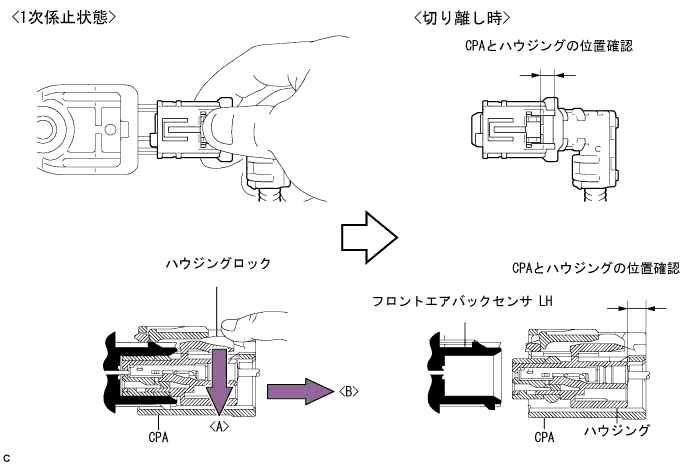 <1次係止状態>
<切り離し時>
CPAとハウジングの位置確認
ハウジングロック
CPAとハウジングの位置確認
フロントエアバックセンサ LH
<B>
<A>
CPA
CPA
ハウジング
c